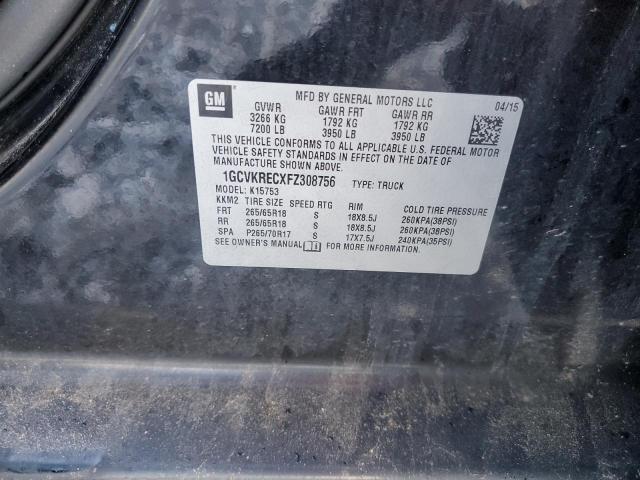 GM
MFD BY GENERAL MOTORS LLC
04/15
GVWR GAWR FRT GAWR RR
3266 KG 1792 KG 1792 KG
7200 LB 3950 LB 3950 LB
THIS VEHICLE CONFORMS TO ALL APPLICABLE U.S. FEDERAL MOTOR
VEHICLE SAFETY STANDARDS IN EFFECT ON THE DATE OF
MANUFACTURE SHOWN ABOVE.
1GCVKRECXFZ308756 TYPE: TRUCK
MODEL: K15753
KKM2 TIRE SIZE SPEED RTG RIM COLD TIRE PRESSURE
FRT 265/65R18 S 18X8.5J 260KPA(38PSI)
RR 265/65R18 S 18X8.5J 260KPA(38PSI)
SPA P265/70R17 S 17X7.5J 240KPA(35PSI)
SEE OWNER'S MANUAL FOR MORE INFORMATION.